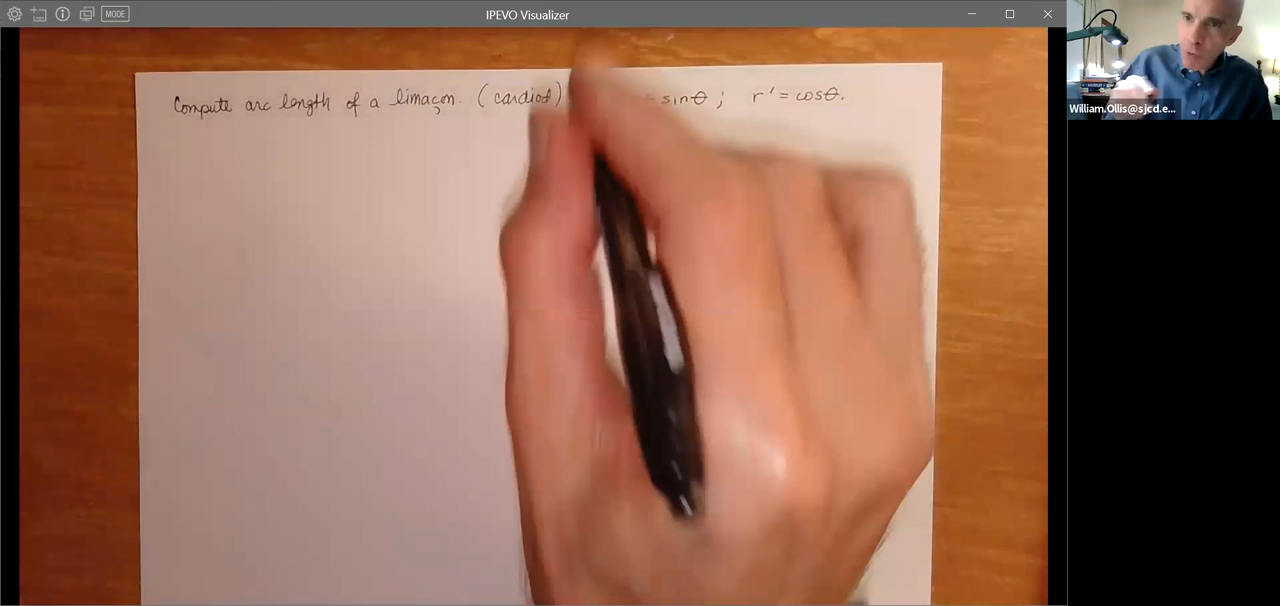 MODE
IPEVO Visualizer
Compute arc length of a limaçon. (cardiod) sinθ ; r' = cosθ.
William.Ollis@sjcd.e...